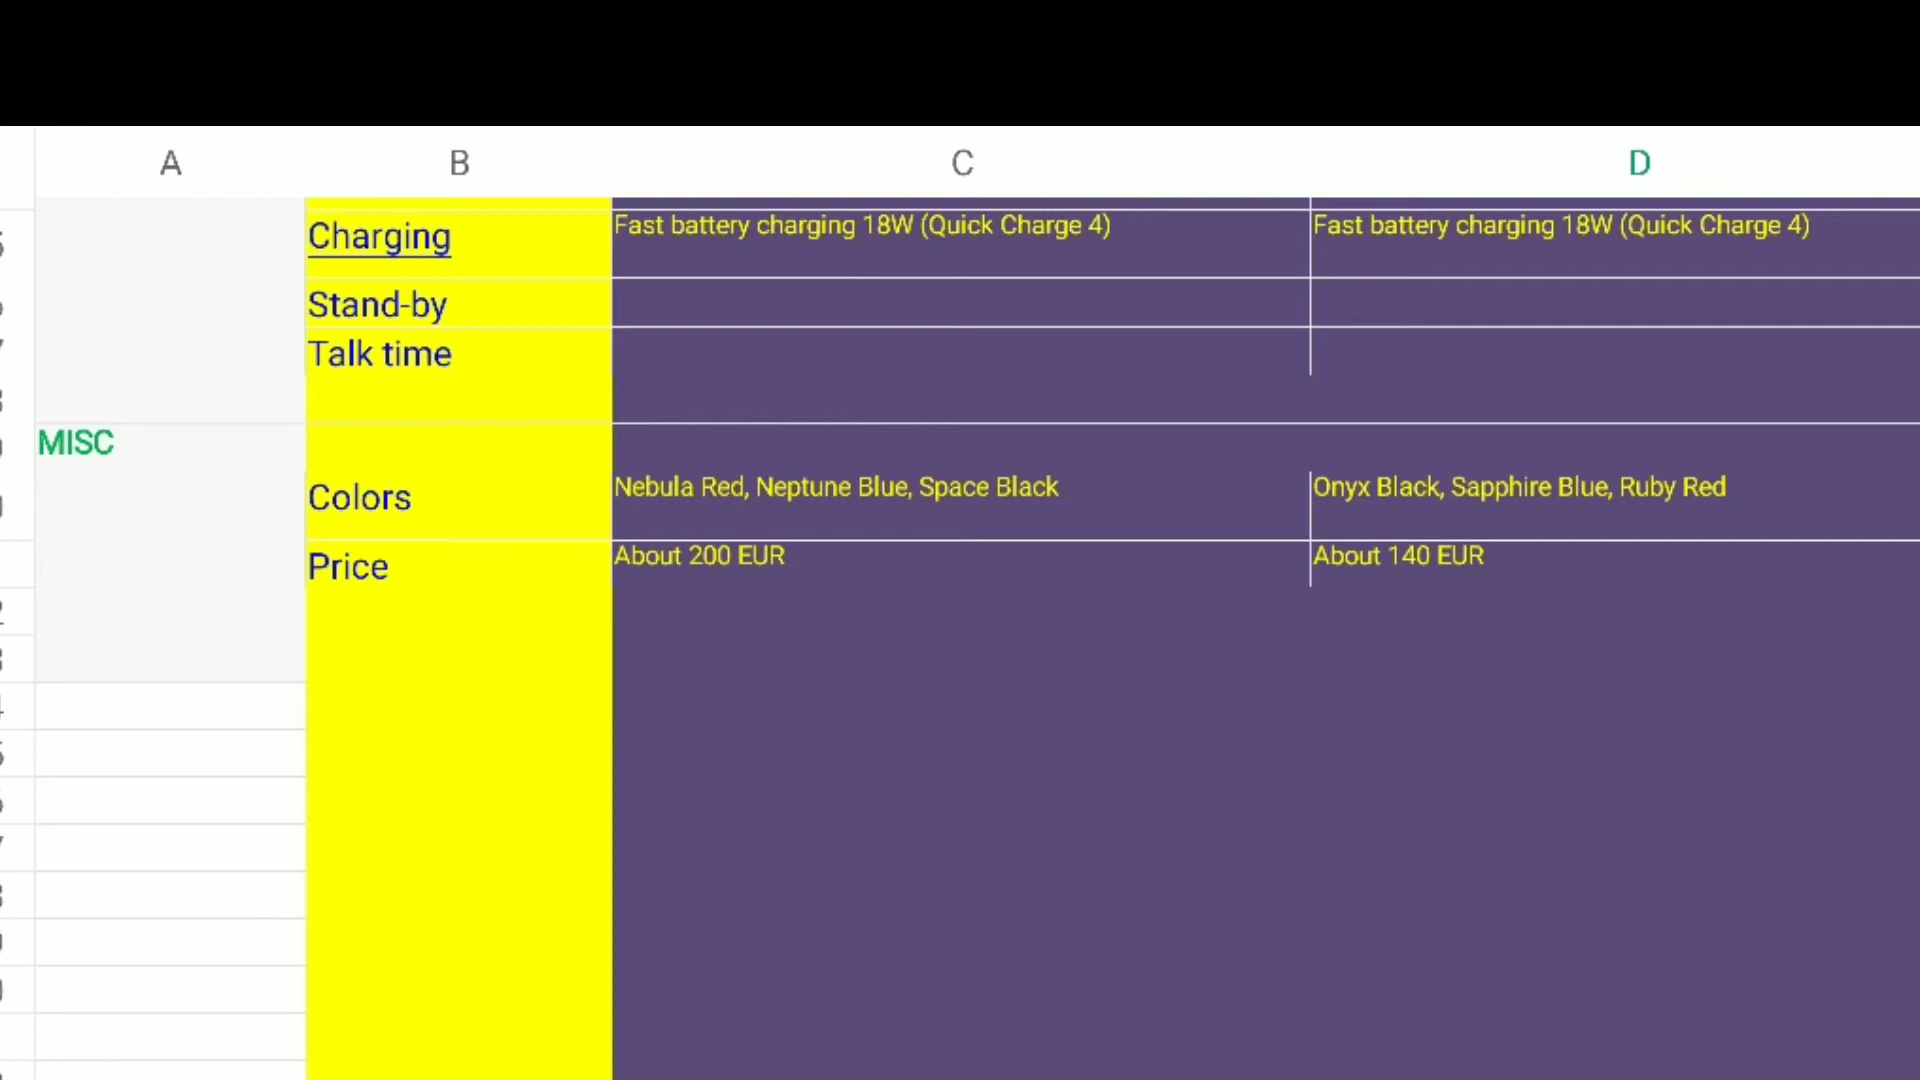 A B C D
Charging Fast battery charging 18W (Quick Charge 4) Fast battery charging 18W (Quick Charge 4)
Stand-by
Talk time
MISC
Colors Nebula Red, Neptune Blue, Space Black Onyx Black, Sapphire Blue, Ruby Red
Price About 200 EUR About 140 EUR